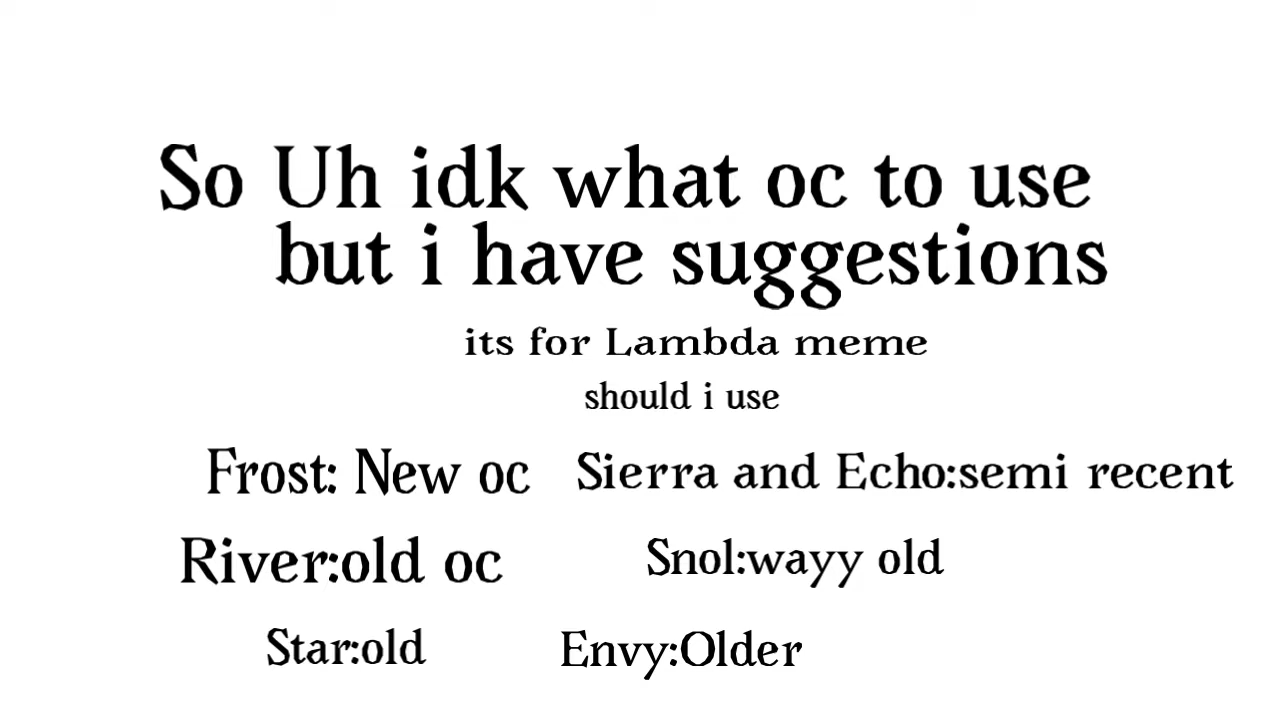 So Uh idk what oc to use
but i have suggestions
its for Lambda meme
should i use
Frost: New oc
Sierra and Echo:semi recent
River:old oc
Snol:wayy old
Star:old
Envy:Older